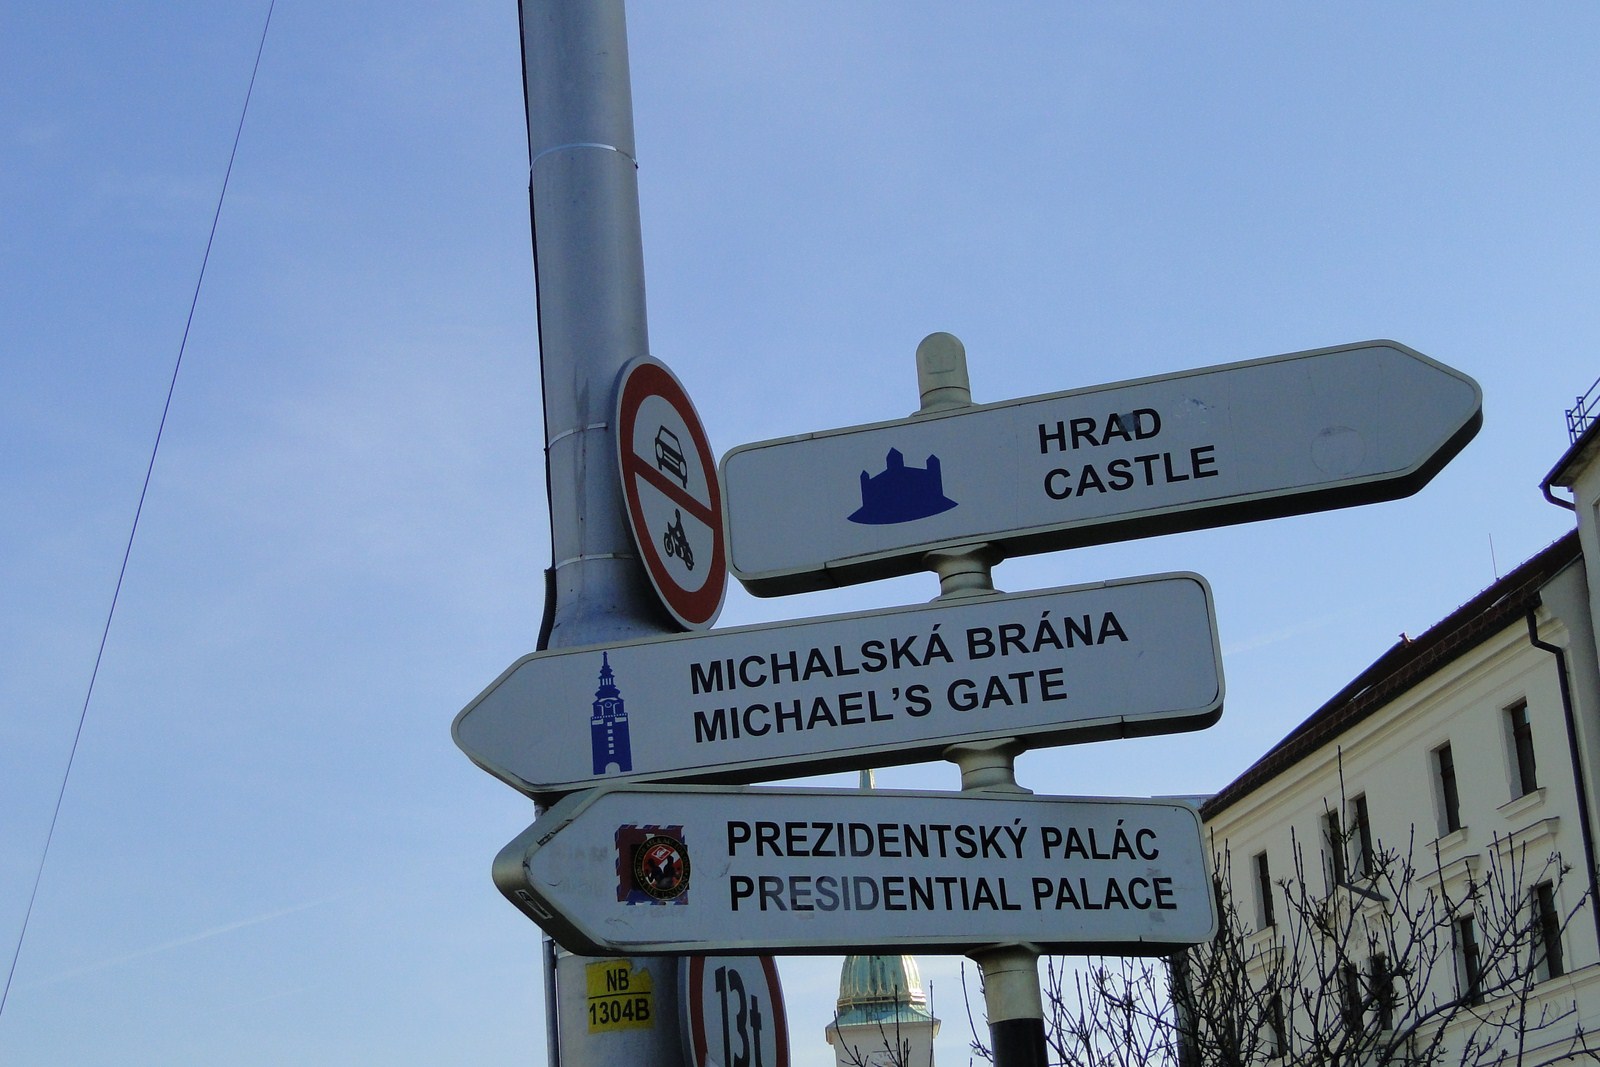 HRAD
CASTLE
MICHALSKÁ BRÁNA
MICHAEL'S GATE
PREZIDENTSKÝ PALÁC
PRESIDENTIAL PALACE
NB
1304B
13t